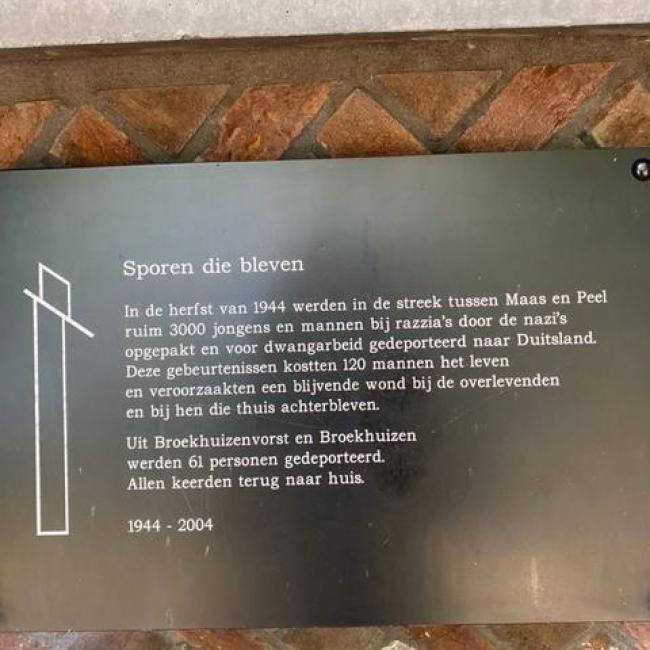 Sporen die bleven
In de herfst van 1944 werden in de streek tussen Maas en Peel
ruim 3000 jongens en mannen bij razzia's door de nazi's
opgepakt en voor dwangarbeid gedeporteerd naar Duitsland.
Deze gebeurtenissen kostten 120 mannen het leven
en veroorzaakten een blijvende wond bij de overlevenden
en bij hen die thuis achterbleven.
Uit Broekhuizenvorst en Broekhuizen
werden 61 personen gedeporteerd.
Allen keerden terug naar huis.
1944 - 2004